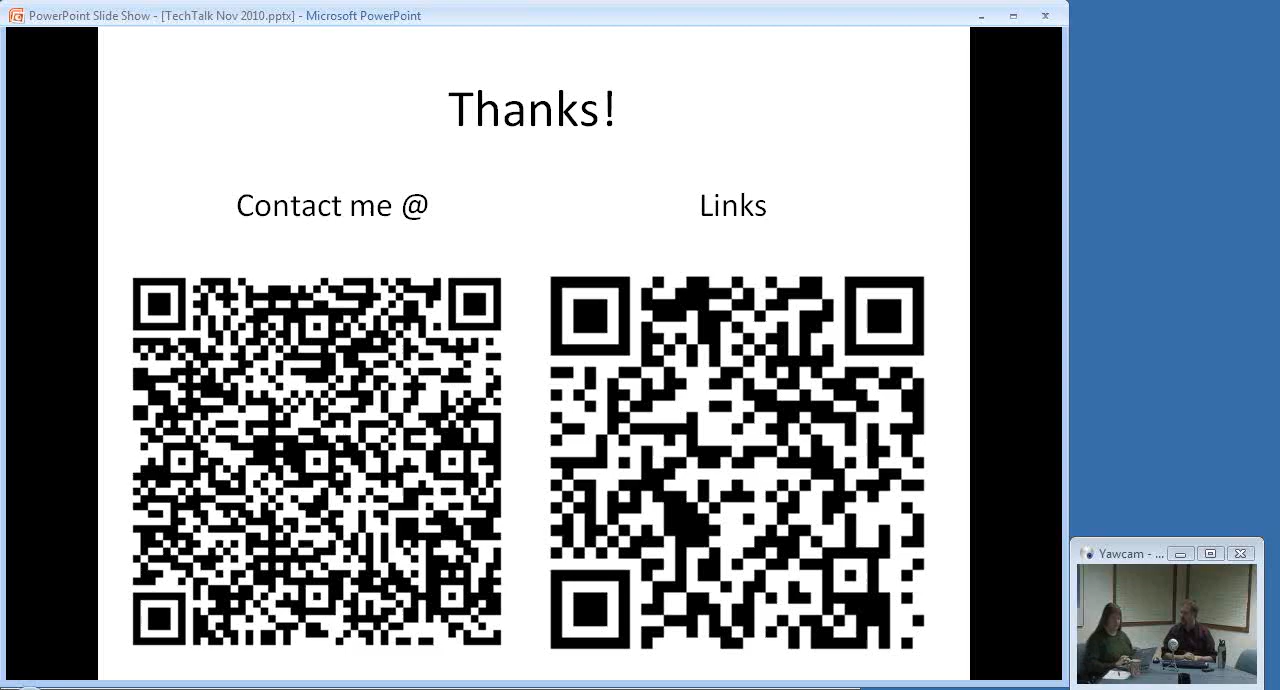 PowerPoint Slide Show - [TechTalk Nov 2010.pptx] - Microsoft PowerPoint
Thanks!
Contact me @
Links
Yawcam - ...